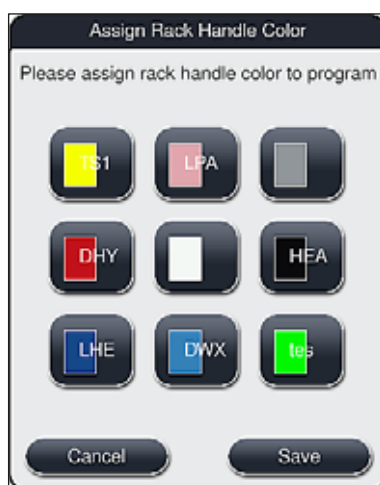 Assign Rack Handle Color
Please assign rack handle color to program
TS1 LPA
DHY HEA
LHE DWX tes
Cancel Save